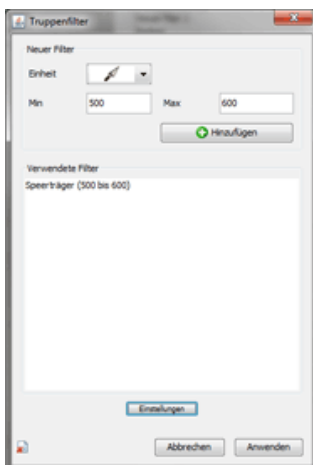 Truppenfilter
Neuer Filter
Einheit
Min 500 Max 600
Hinzufügen
Verwendete Filter
Speerträger (500 bis 600)
Einstellungen
Abbrechen Anwenden